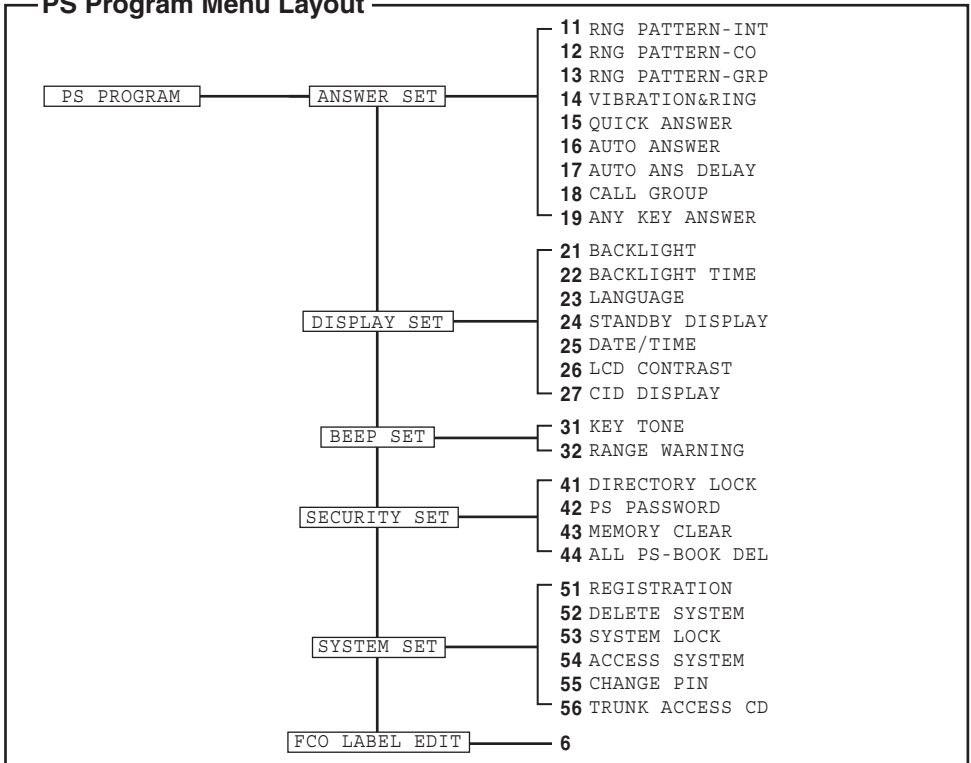 PS Program Menu Layout
11 RNG PATTERN-INT
12 RNG PATTERN-CO
13 RNG PATTERN-GRP
PS PROGRAM
ANSWER SET
14 VIBRATION&RING
15 QUICK ANSWER
16 AUTO ANSWER
17 AUTO ANS DELAY
18 CALL GROUP
19 ANY KEY ANSWER
21 BACKLIGHT
22 BACKLIGHT TIME
23 LANGUAGE
DISPLAY SET
24 STANDBY DISPLAY
25 DATE/TIME
26 LCD CONTRAST
27 CID DISPLAY
BEEP SET
31 KEY TONE
32 RANGE WARNING
41 DIRECTORY LOCK
SECURITY SET
42 PS PASSWORD
43 MEMORY CLEAR
44 ALL PS-BOOK DEL
51 REGISTRATION
52 DELETE SYSTEM
SYSTEM SET
53 SYSTEM LOCK
54 ACCESS SYSTEM
55 CHANGE PIN
56 TRUNK ACCESS CD
FCO LABEL EDIT
6